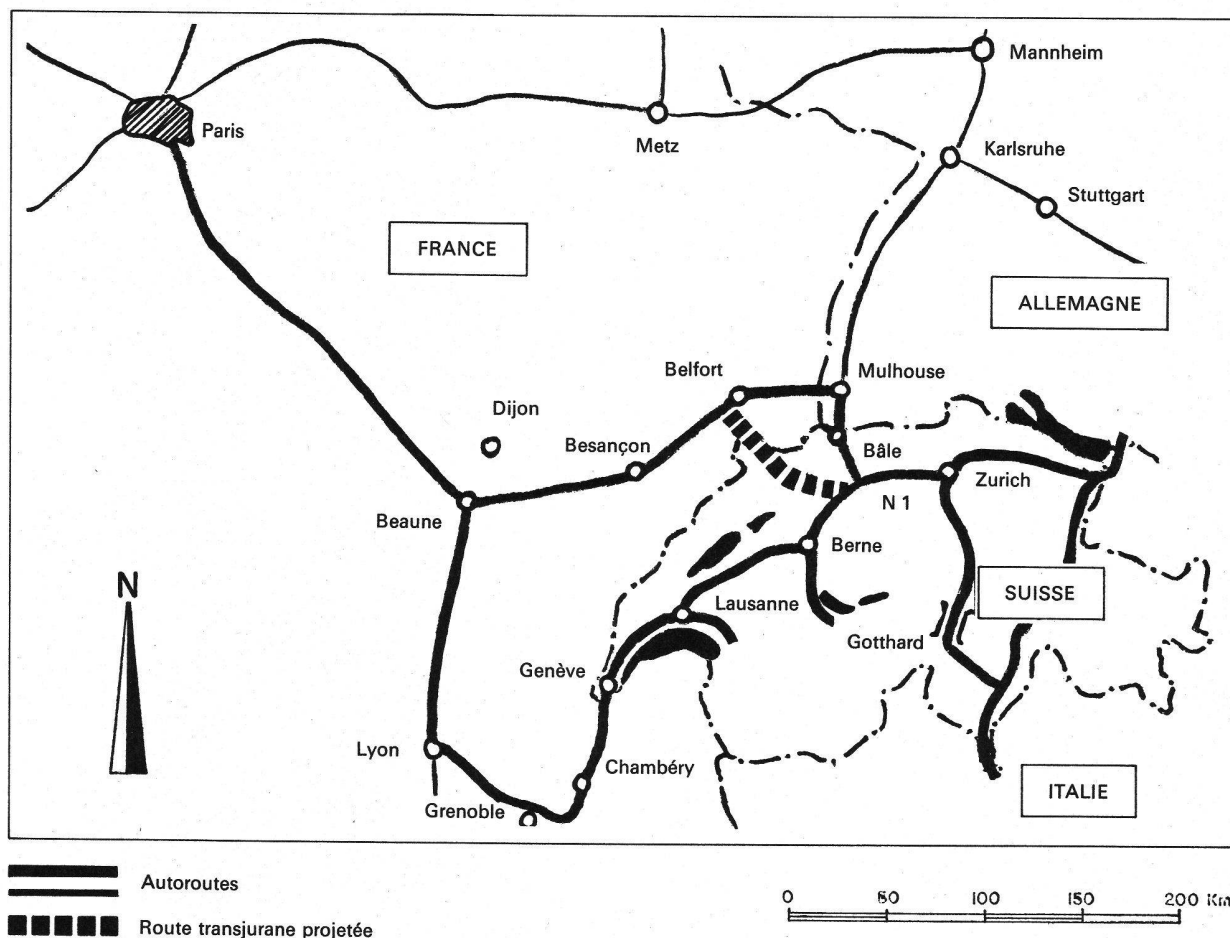 Mannheim
Paris
Metz
Karlsruhe
Stuttgart
FRANCE
ALLEMAGNE
Belfort
Mulhouse
Dijon
Besançon
Bâle
Zurich
N 1
Beaune
Berne
N
SUISSE
Lausanne
Gotthard
Genève
Lyon
Chambéry
ITALIE
Grenoble
Autoroutes
0 50 100 150 200 Km
Route transjurane projetée